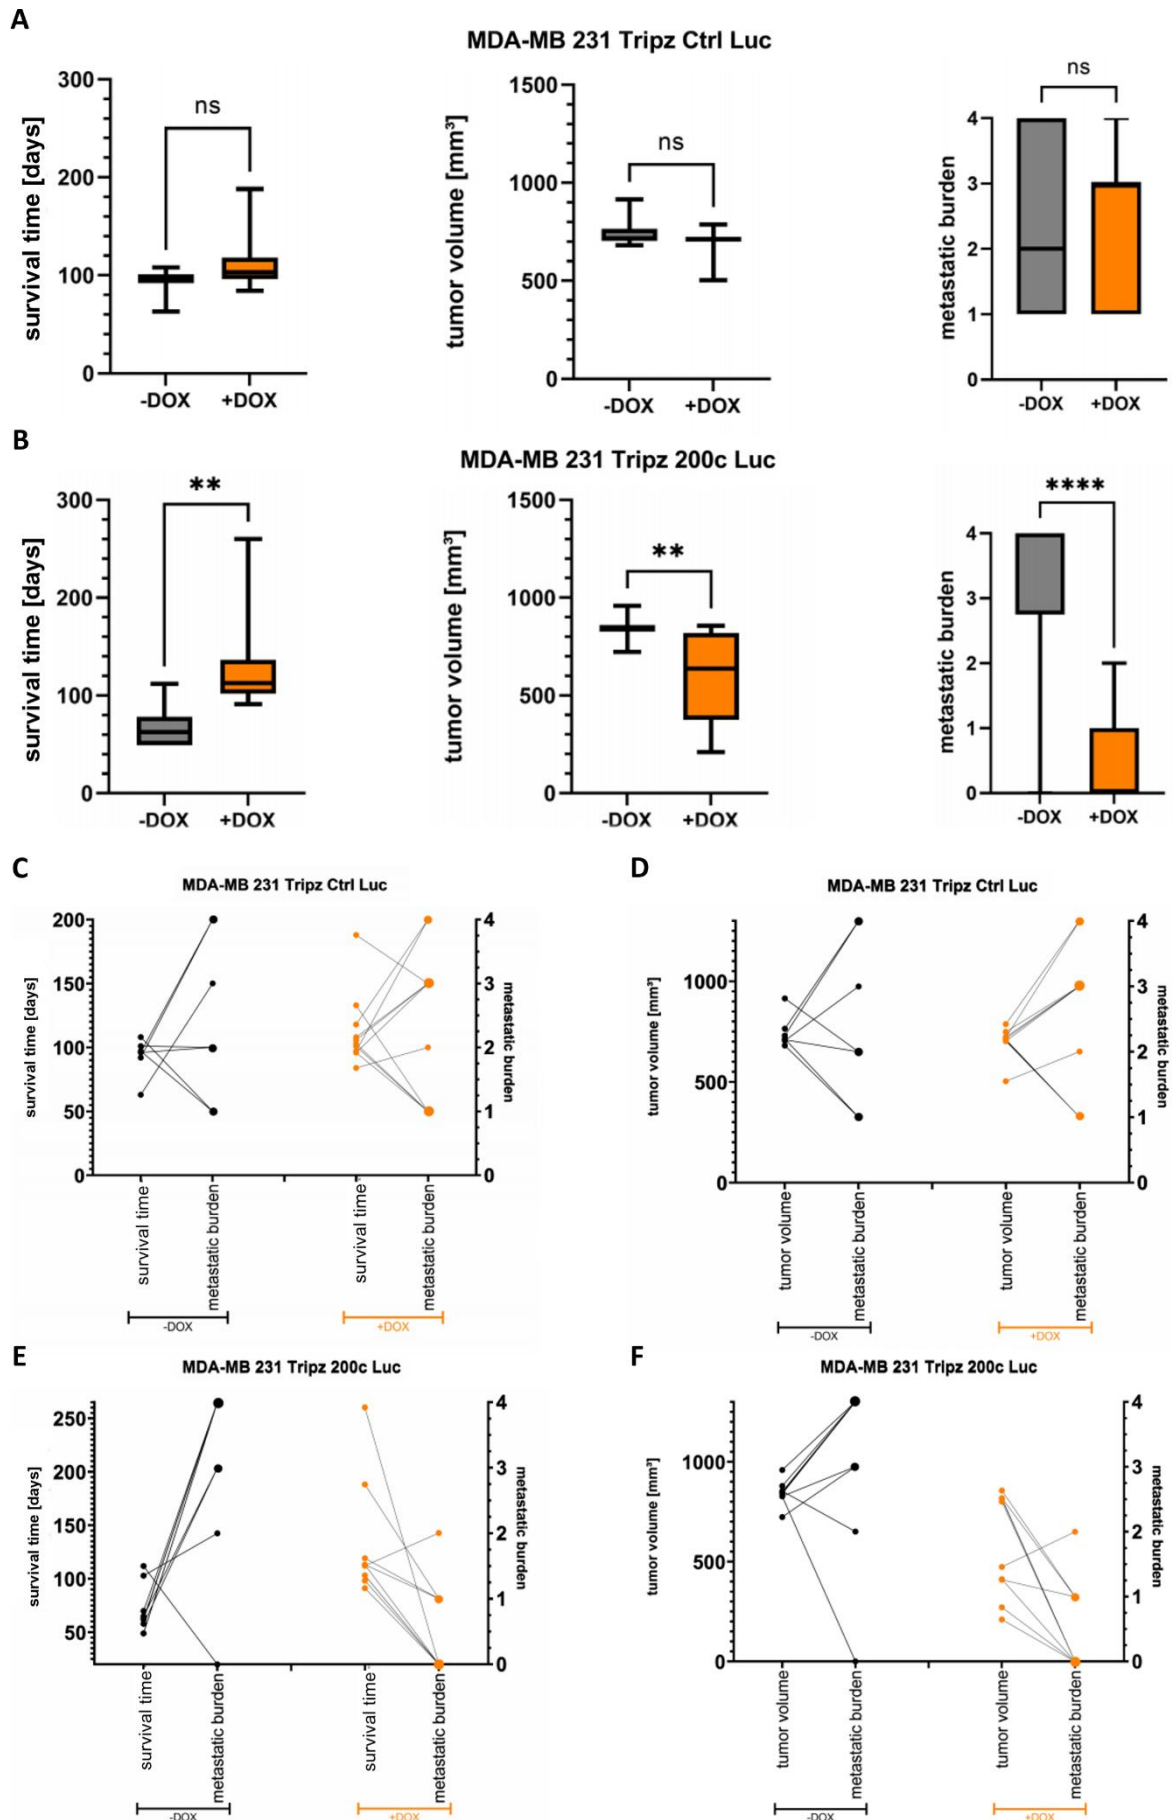 A
MDA-MB 231 Tripz Ctrl Luc
survival time [days]
300
200
100
0
ns
-DOX
+DOX
tumor volume [mm³]
1500
1000
500
0
ns
-DOX
+DOX
metastatic burden
4
3
2
1
0
ns
-DOX
+DOX
B
MDA-MB 231 Tripz 200c Luc
survival time [days]
300
200
100
0
**
-DOX
+DOX
tumor volume [mm³]
1500
1000
500
0
**
-DOX
+DOX
metastatic burden
4
3
2
1
0
****
-DOX
+DOX
C
MDA-MB 231 Tripz Ctrl Luc
survival time [days]
200
150
100
50
0
4
3
2
1
0
metastatic burden
survival time
metastatic burden
survival time
metastatic burden
-DOX
+DOX
D
MDA-MB 231 Tripz Ctrl Luc
tumor volume [mm³]
1000
500
0
4
3
2
1
0
metastatic burden
tumor volume
metastatic burden
tumor volume
metastatic burden
-DOX
+DOX
E
MDA-MB 231 Tripz 200c Luc
survival time [days]
250
200
150
100
50
4
3
2
1
0
metastatic burden
survival time
metastatic burden
survival time
metastatic burden
-DOX
+DOX
F
MDA-MB 231 Tripz 200c Luc
tumor volume [mm³]
1000
500
0
4
3
2
1
0
metastatic burden
tumor volume
metastatic burden
tumor volume
metastatic burden
-DOX
+DOX